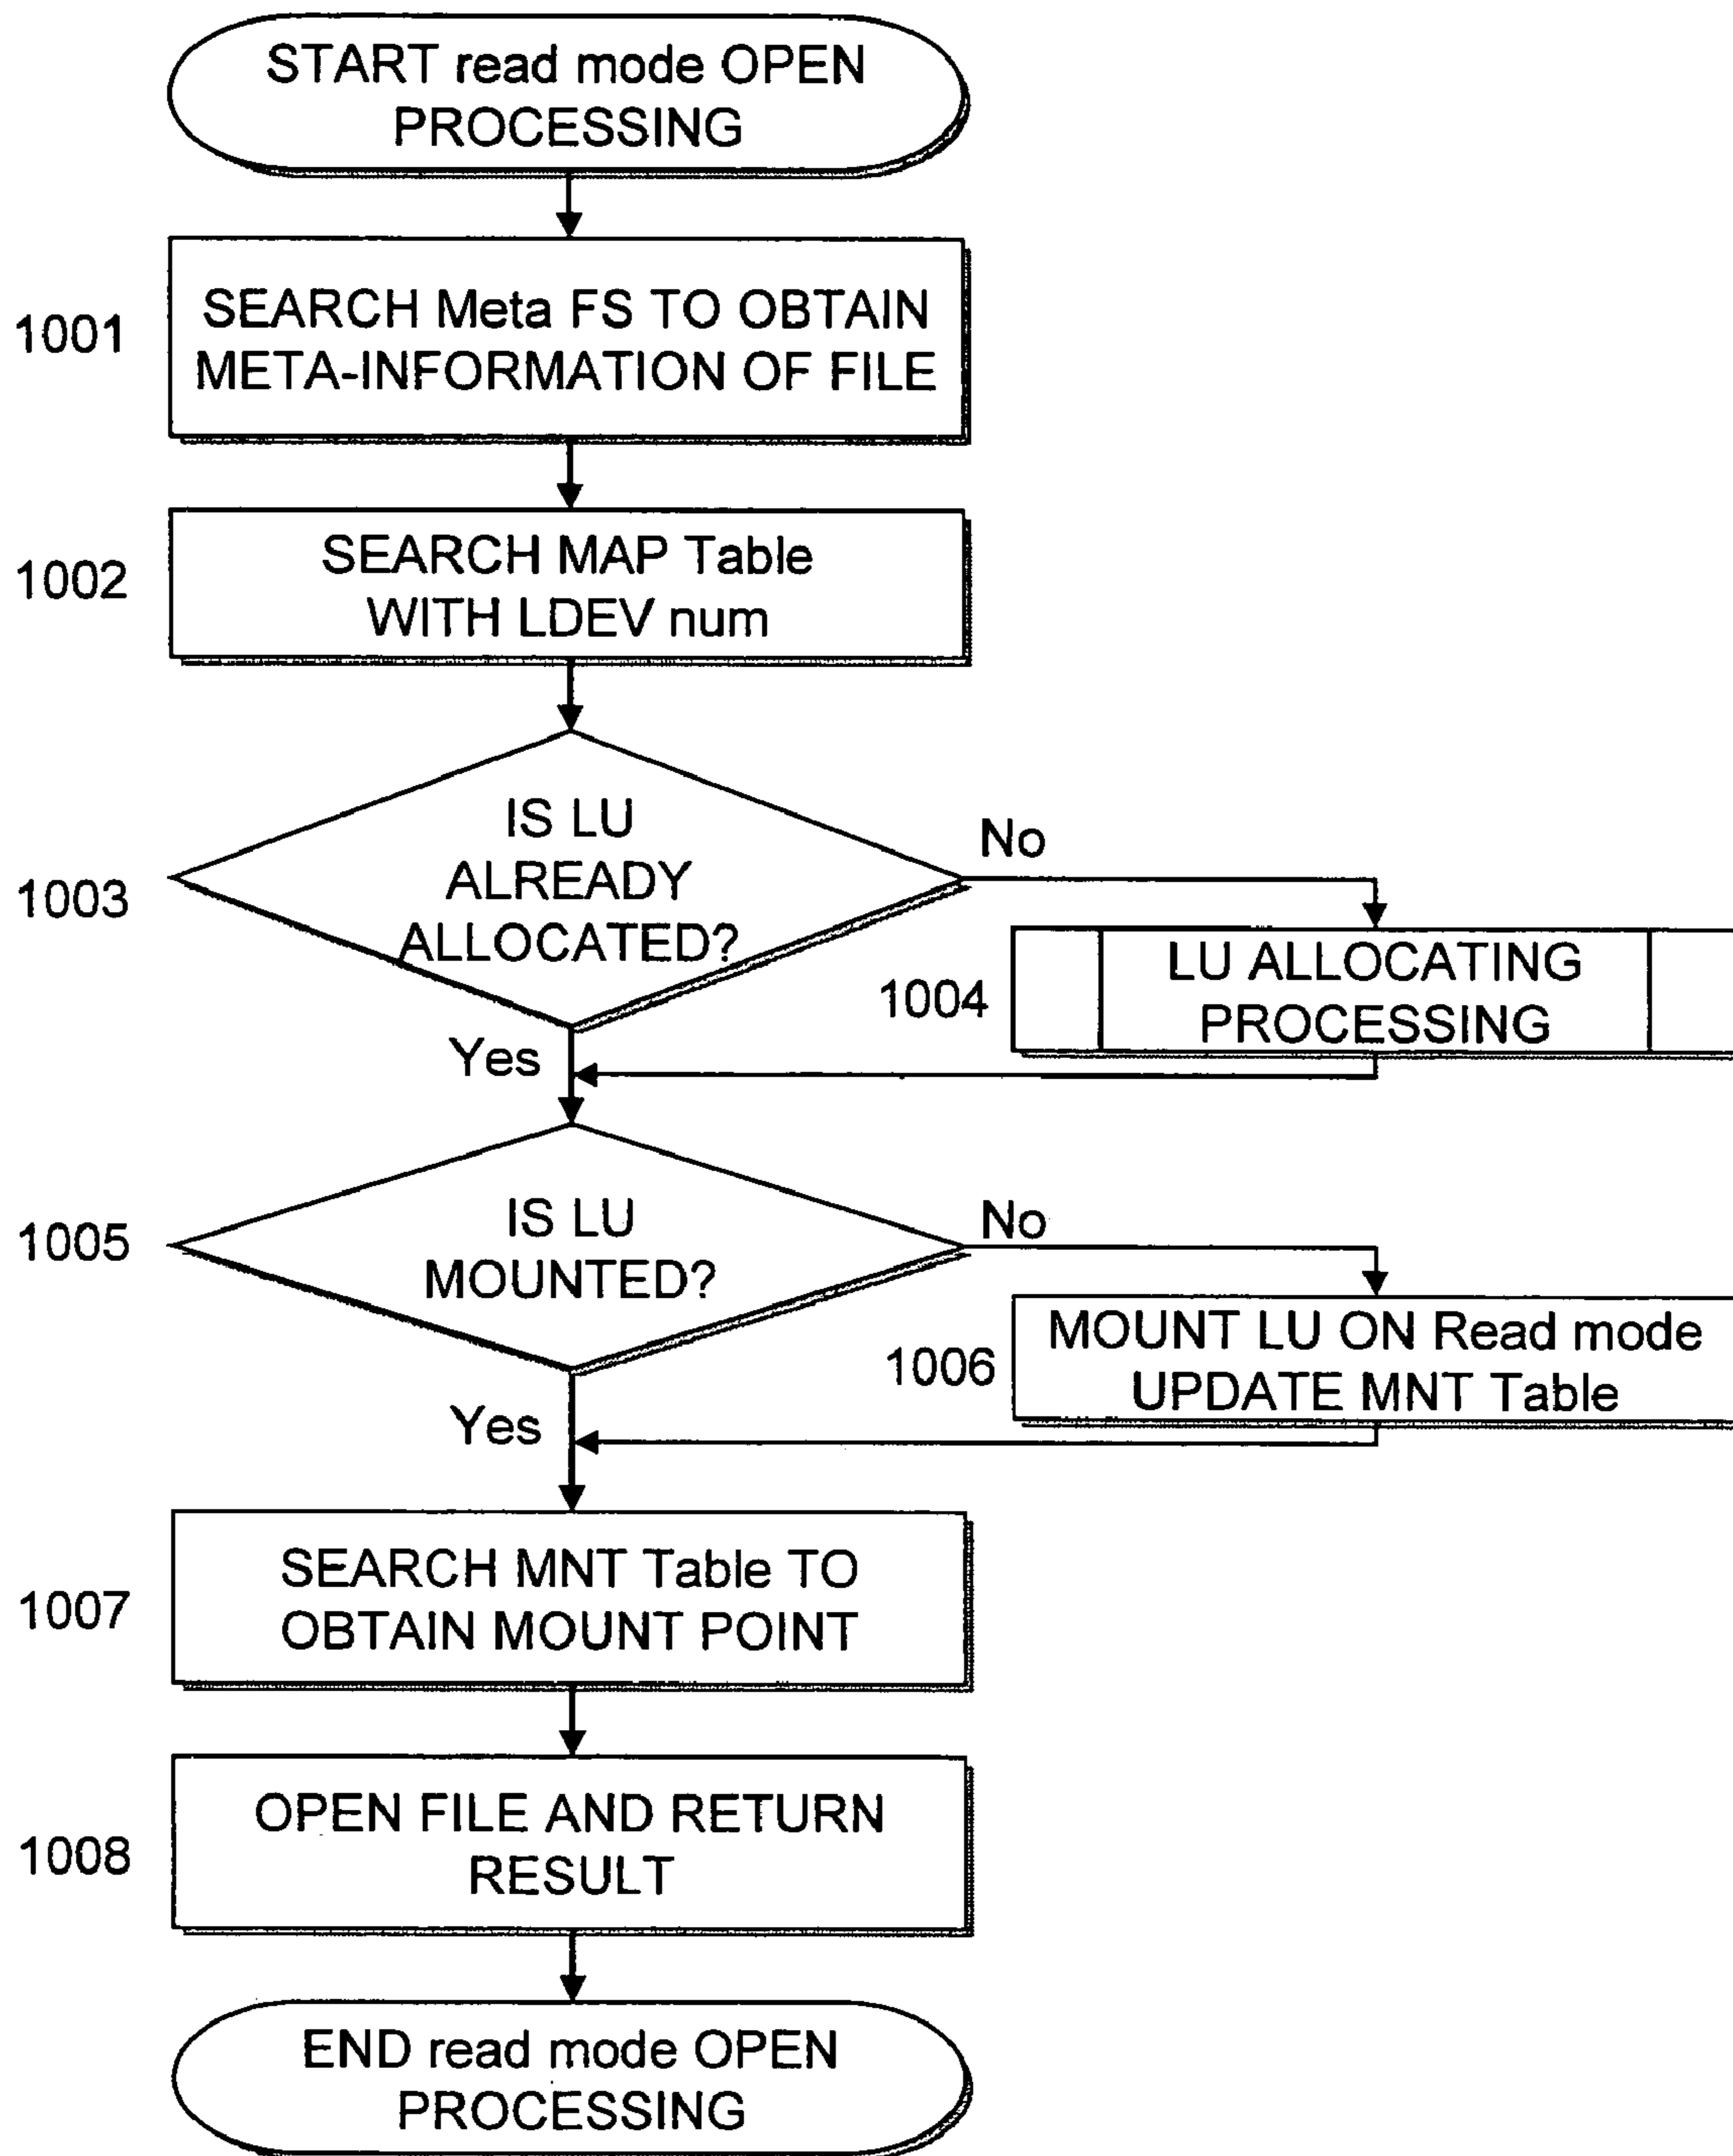 START read mode OPEN
PROCESSING
1001
SEARCH Meta FS TO OBTAIN
META-INFORMATION OF FILE
1002
SEARCH MAP Table
WITH LDEV num
1003
IS LU
ALREADY
ALLOCATED?
No
1004
LU ALLOCATING
PROCESSING
Yes
1005
IS LU
MOUNTED?
No
1006
MOUNT LU ON Read mode
UPDATE MNT Table
Yes
1007
SEARCH MNT Table TO
OBTAIN MOUNT POINT
1008
OPEN FILE AND RETURN
RESULT
END read mode OPEN
PROCESSING